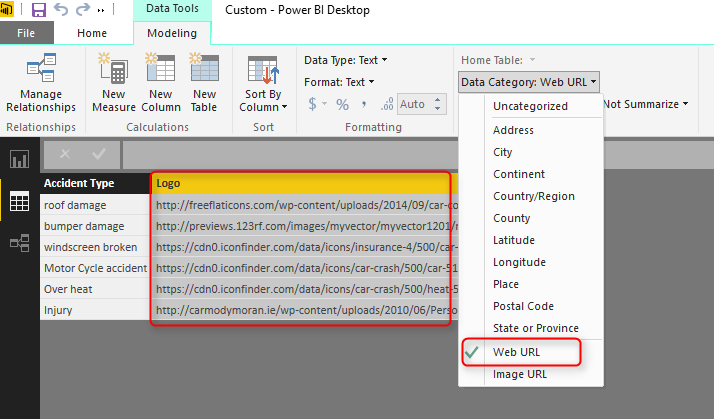 Data Tools
Custom - Power BI Desktop
File
Home
Modeling
Manage
Relationships
New
Measure
New
Column
New
Table
Sort By
Column
Data Type: Text
Format: Text
$ % , .00 Auto
Home Table:
Data Category: Web URL
Not Summarize
Relationships
Calculations
Sort
Formatting
Uncategorized
Address
City
Continent
Country/Region
County
Latitude
Longitude
Place
Postal Code
State or Province
Web URL
Image URL
Accident Type Logo
roof damage http://freeflaticons.com/wp-content/uploads/2014/09/car-co
bumper damage http://previews.123rf.com/images/myvector/myvector1201/
windscreen broken https://cdn0.iconfinder.com/data/icons/insurance-4/500/car-
Motor Cycle accident https://cdn0.iconfinder.com/data/icons/car-crash/500/car-51
Over heat https://cdn0.iconfinder.com/data/icons/car-crash/500/heat-5
Injury http://carmodymoran.ie/wp-content/uploads/2010/06/Perso